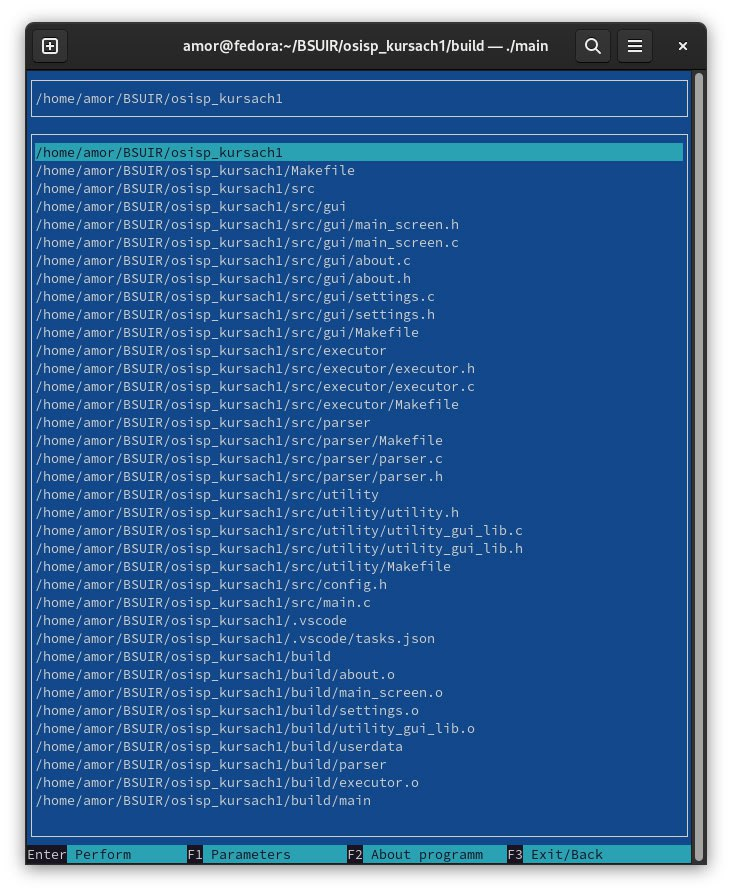 amor@fedora:~/BSUIR/osisp_kursach1/build — ./main
/home/amor/BSUIR/osisp_kursach1
/home/amor/BSUIR/osisp_kursach1
/home/amor/BSUIR/osisp_kursach1/Makefile
/home/amor/BSUIR/osisp_kursach1/src
/home/amor/BSUIR/osisp_kursach1/src/gui
/home/amor/BSUIR/osisp_kursach1/src/gui/main_screen.h
/home/amor/BSUIR/osisp_kursach1/src/gui/main_screen.c
/home/amor/BSUIR/osisp_kursach1/src/gui/about.c
/home/amor/BSUIR/osisp_kursach1/src/gui/about.h
/home/amor/BSUIR/osisp_kursach1/src/gui/settings.c
/home/amor/BSUIR/osisp_kursach1/src/gui/settings.h
/home/amor/BSUIR/osisp_kursach1/src/gui/Makefile
/home/amor/BSUIR/osisp_kursach1/src/executor
/home/amor/BSUIR/osisp_kursach1/src/executor/executor.h
/home/amor/BSUIR/osisp_kursach1/src/executor/executor.c
/home/amor/BSUIR/osisp_kursach1/src/executor/Makefile
/home/amor/BSUIR/osisp_kursach1/src/parser
/home/amor/BSUIR/osisp_kursach1/src/parser/Makefile
/home/amor/BSUIR/osisp_kursach1/src/parser/parser.c
/home/amor/BSUIR/osisp_kursach1/src/parser/parser.h
/home/amor/BSUIR/osisp_kursach1/src/utility
/home/amor/BSUIR/osisp_kursach1/src/utility/utility.h
/home/amor/BSUIR/osisp_kursach1/src/utility/utility_gui_lib.c
/home/amor/BSUIR/osisp_kursach1/src/utility/utility_gui_lib.h
/home/amor/BSUIR/osisp_kursach1/src/utility/Makefile
/home/amor/BSUIR/osisp_kursach1/src/config.h
/home/amor/BSUIR/osisp_kursach1/src/main.c
/home/amor/BSUIR/osisp_kursach1/.vscode
/home/amor/BSUIR/osisp_kursach1/.vscode/tasks.json
/home/amor/BSUIR/osisp_kursach1/build
/home/amor/BSUIR/osisp_kursach1/build/about.o
/home/amor/BSUIR/osisp_kursach1/build/main_screen.o
/home/amor/BSUIR/osisp_kursach1/build/settings.o
/home/amor/BSUIR/osisp_kursach1/build/utility_gui_lib.o
/home/amor/BSUIR/osisp_kursach1/build/userdata
/home/amor/BSUIR/osisp_kursach1/build/parser
/home/amor/BSUIR/osisp_kursach1/build/executor.o
/home/amor/BSUIR/osisp_kursach1/build/main
Enter Perform F1 Parameters F2 About programm F3 Exit/Back